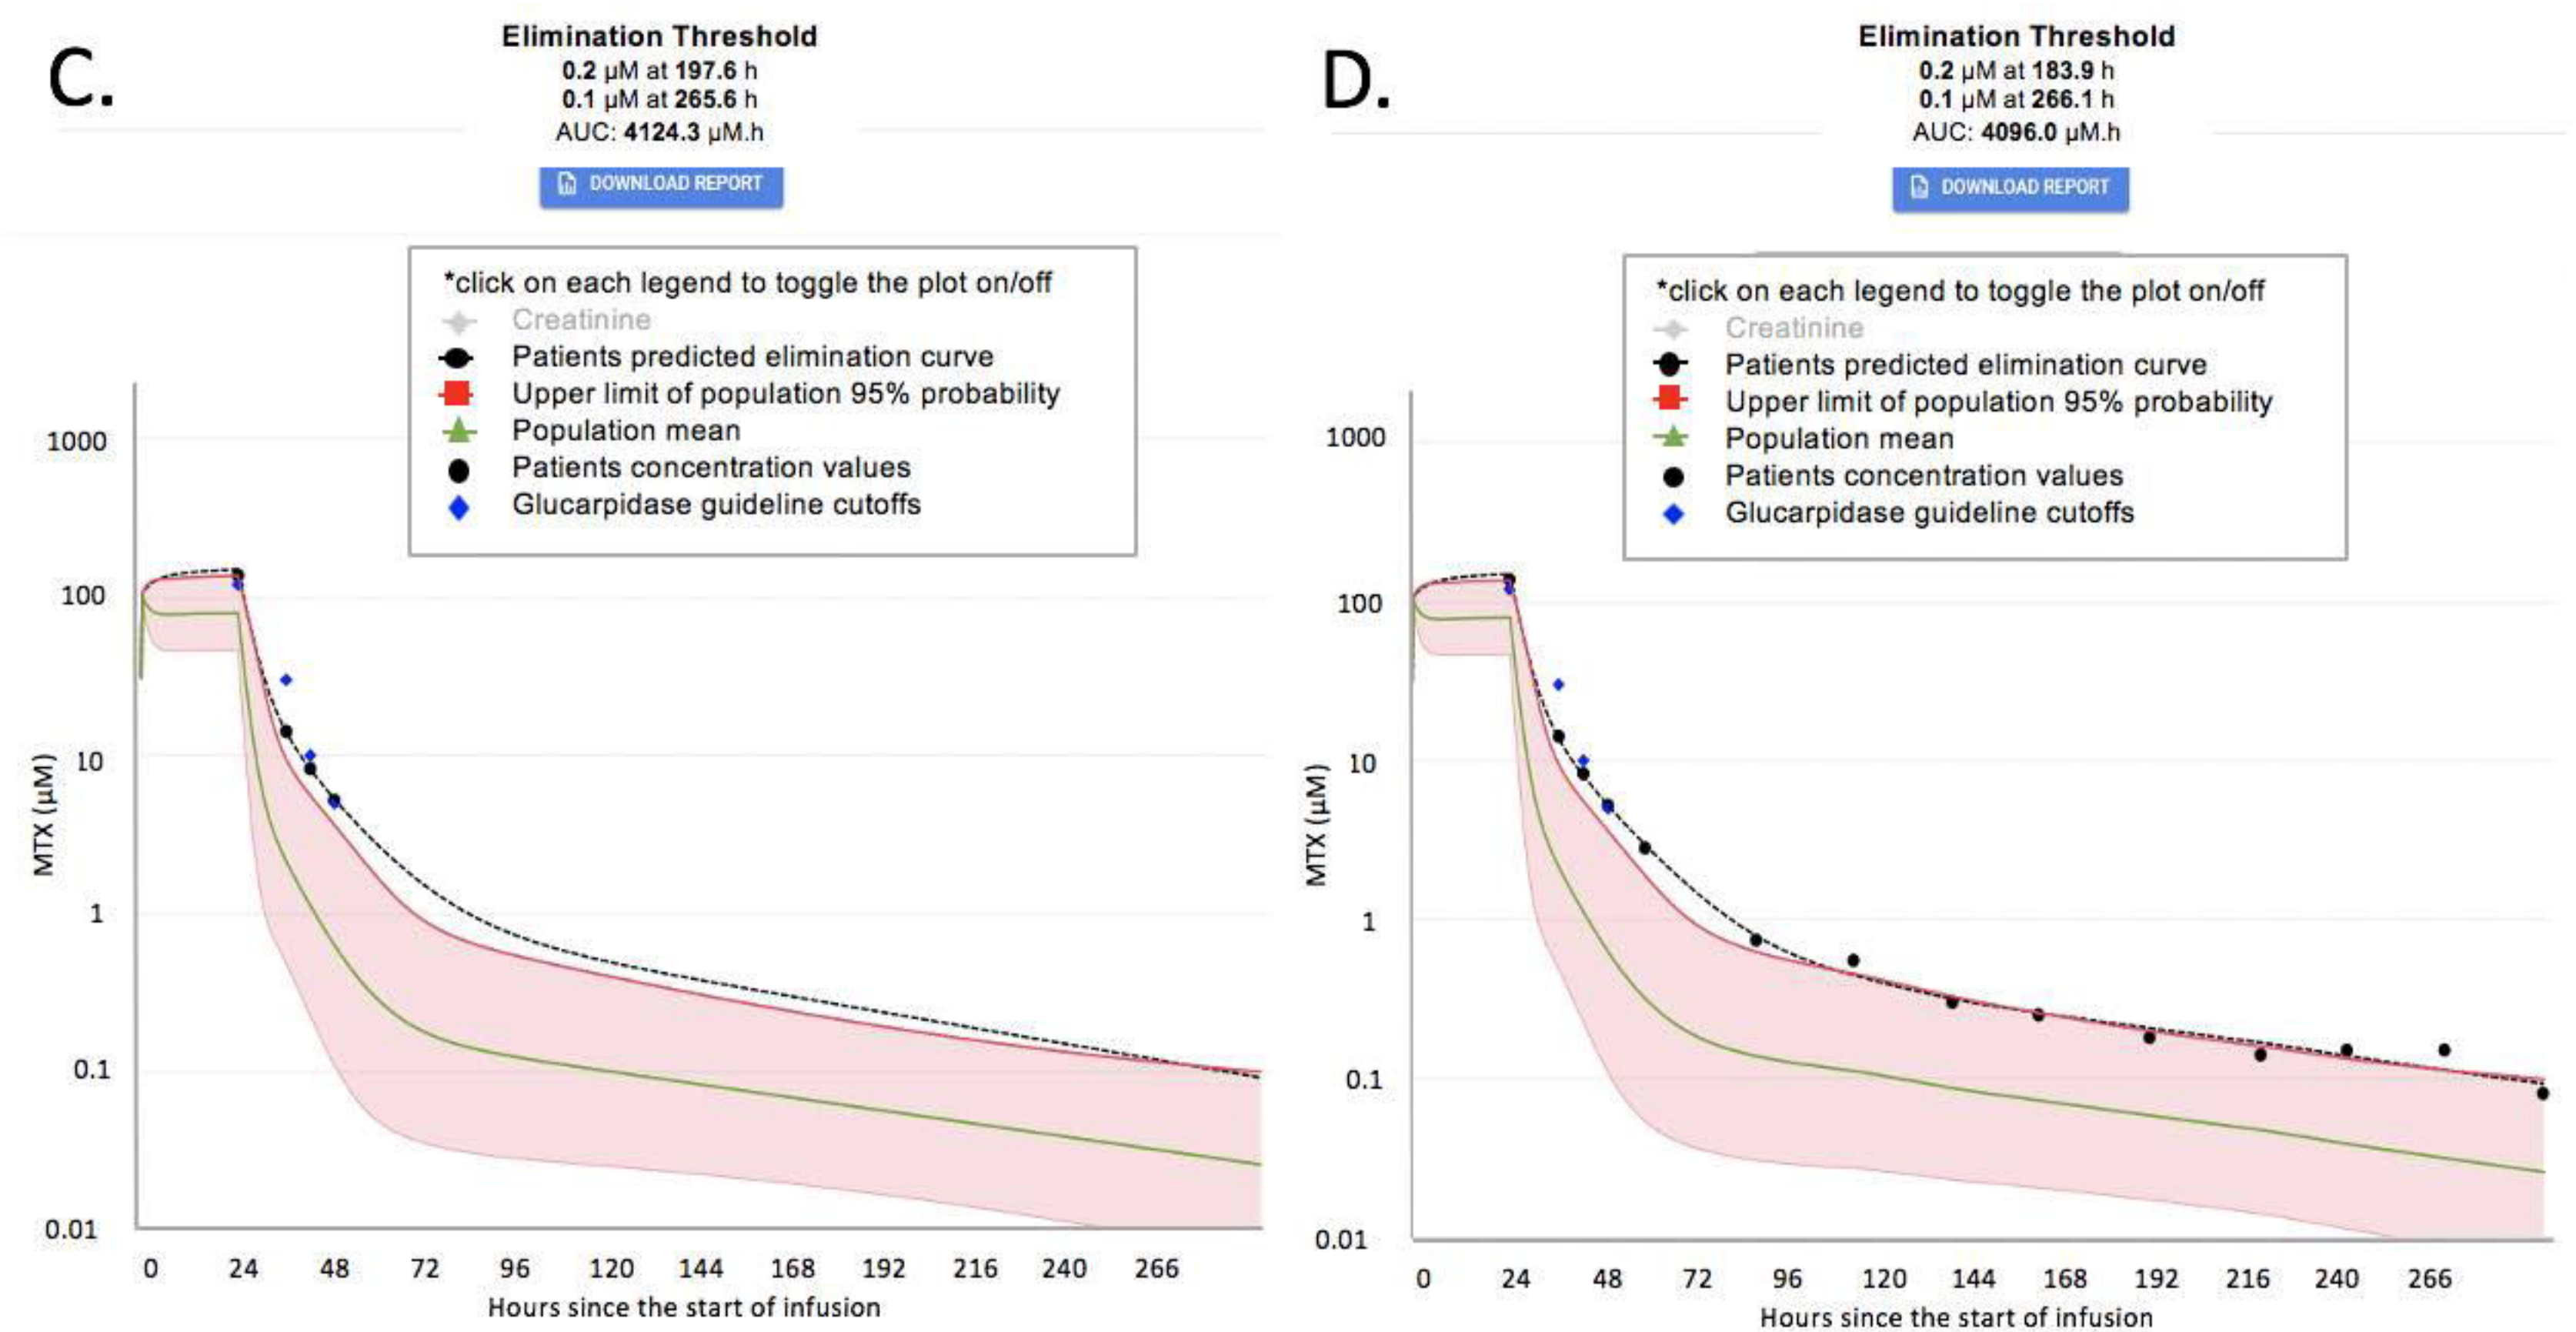 C.
Elimination Threshold
0.2 µM at 197.6 h
0.1 µM at 265.6 h
AUC: 4124.3 µM.h
DOWNLOAD REPORT
*click on each legend to toggle the plot on/off
Creatinine
Patients predicted elimination curve
Upper limit of population 95% probability
Population mean
Patients concentration values
Glucarpidase guideline cutoffs
1000
100
10
1
0.1
0.01
MTX (µM)
0 24 48 72 96 120 144 168 192 216 240 266
Hours since the start of infusion
D.
Elimination Threshold
0.2 µM at 183.9 h
0.1 µM at 266.1 h
AUC: 4096.0 µM.h
DOWNLOAD REPORT
*click on each legend to toggle the plot on/off
Creatinine
Patients predicted elimination curve
Upper limit of population 95% probability
Population mean
Patients concentration values
Glucarpidase guideline cutoffs
1000
100
10
1
0.1
0.01
MTX (µM)
0 24 48 72 96 120 144 168 192 216 240 266
Hours since the start of infusion